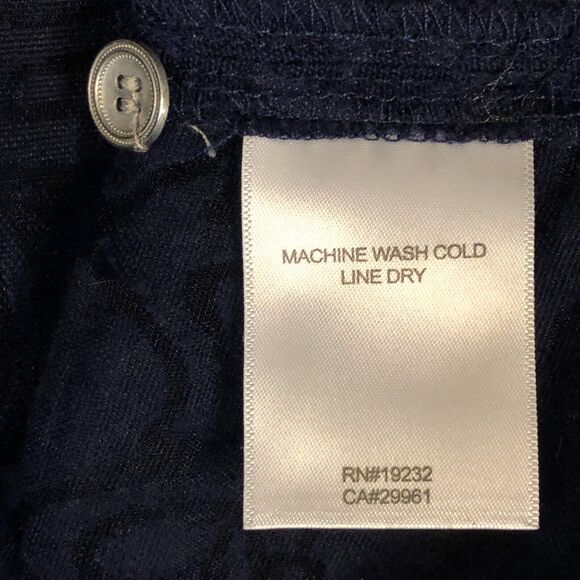 MACHINE WASH COLD
LINE DRY
RN#19232
CA#29961